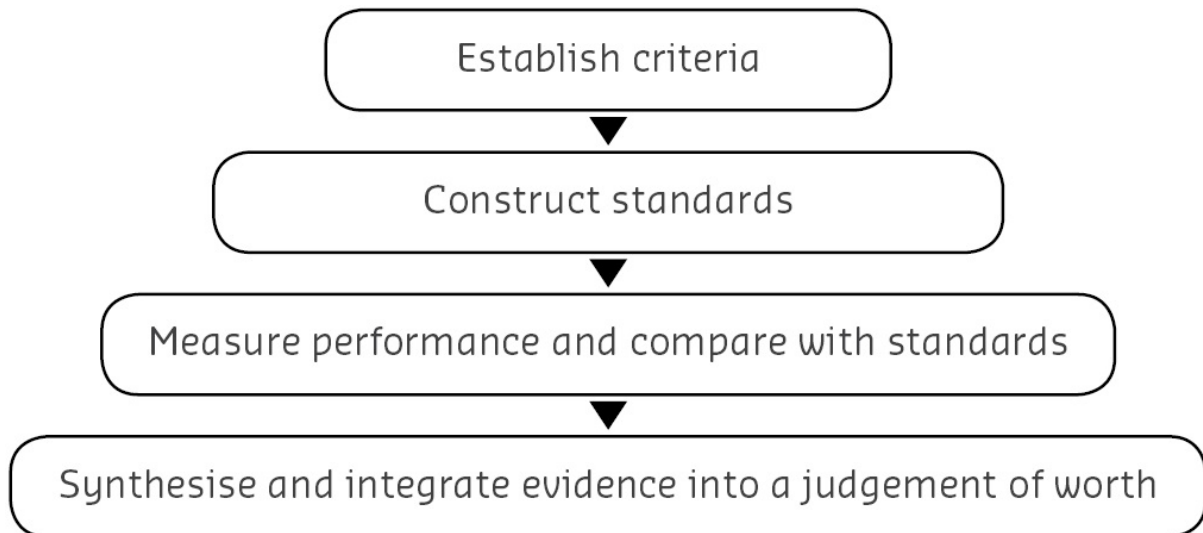 Establish criteria
Construct standards
Measure performance and compare with standards
Synthesise and integrate evidence into a judgement of worth